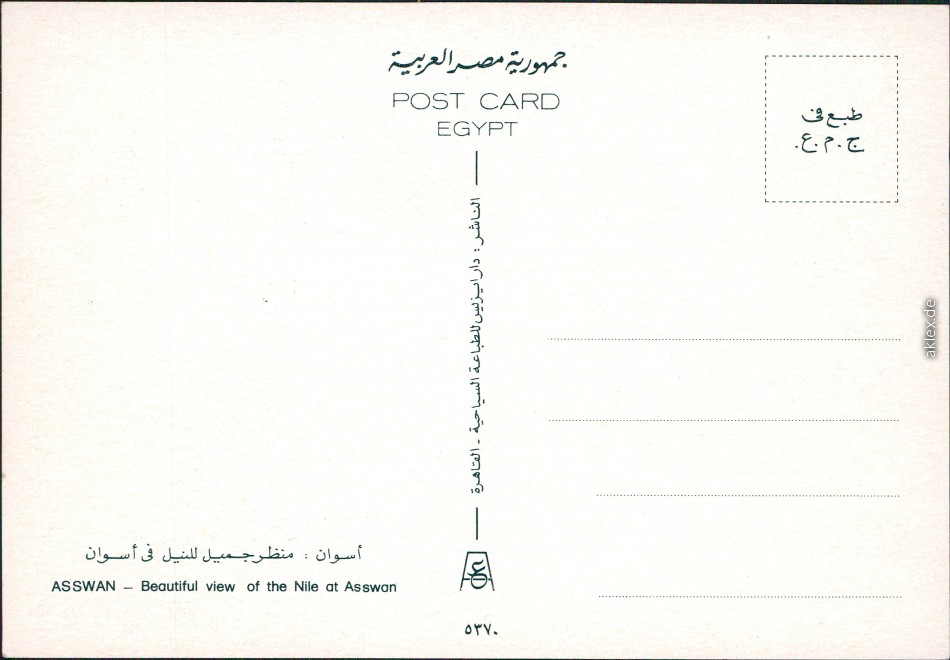 جمهورية مصر العربية
POST CARD
EGYPT
طبع فى
ج . م . ع .
الناشر : دار ايزيس للطباعة السياحية - القاهرة
أسوان : منظر جميل للنيل فى أسوان
ASSWAN – Beautiful view of the Nile at Asswan
٥٣٧٠
aklex.de